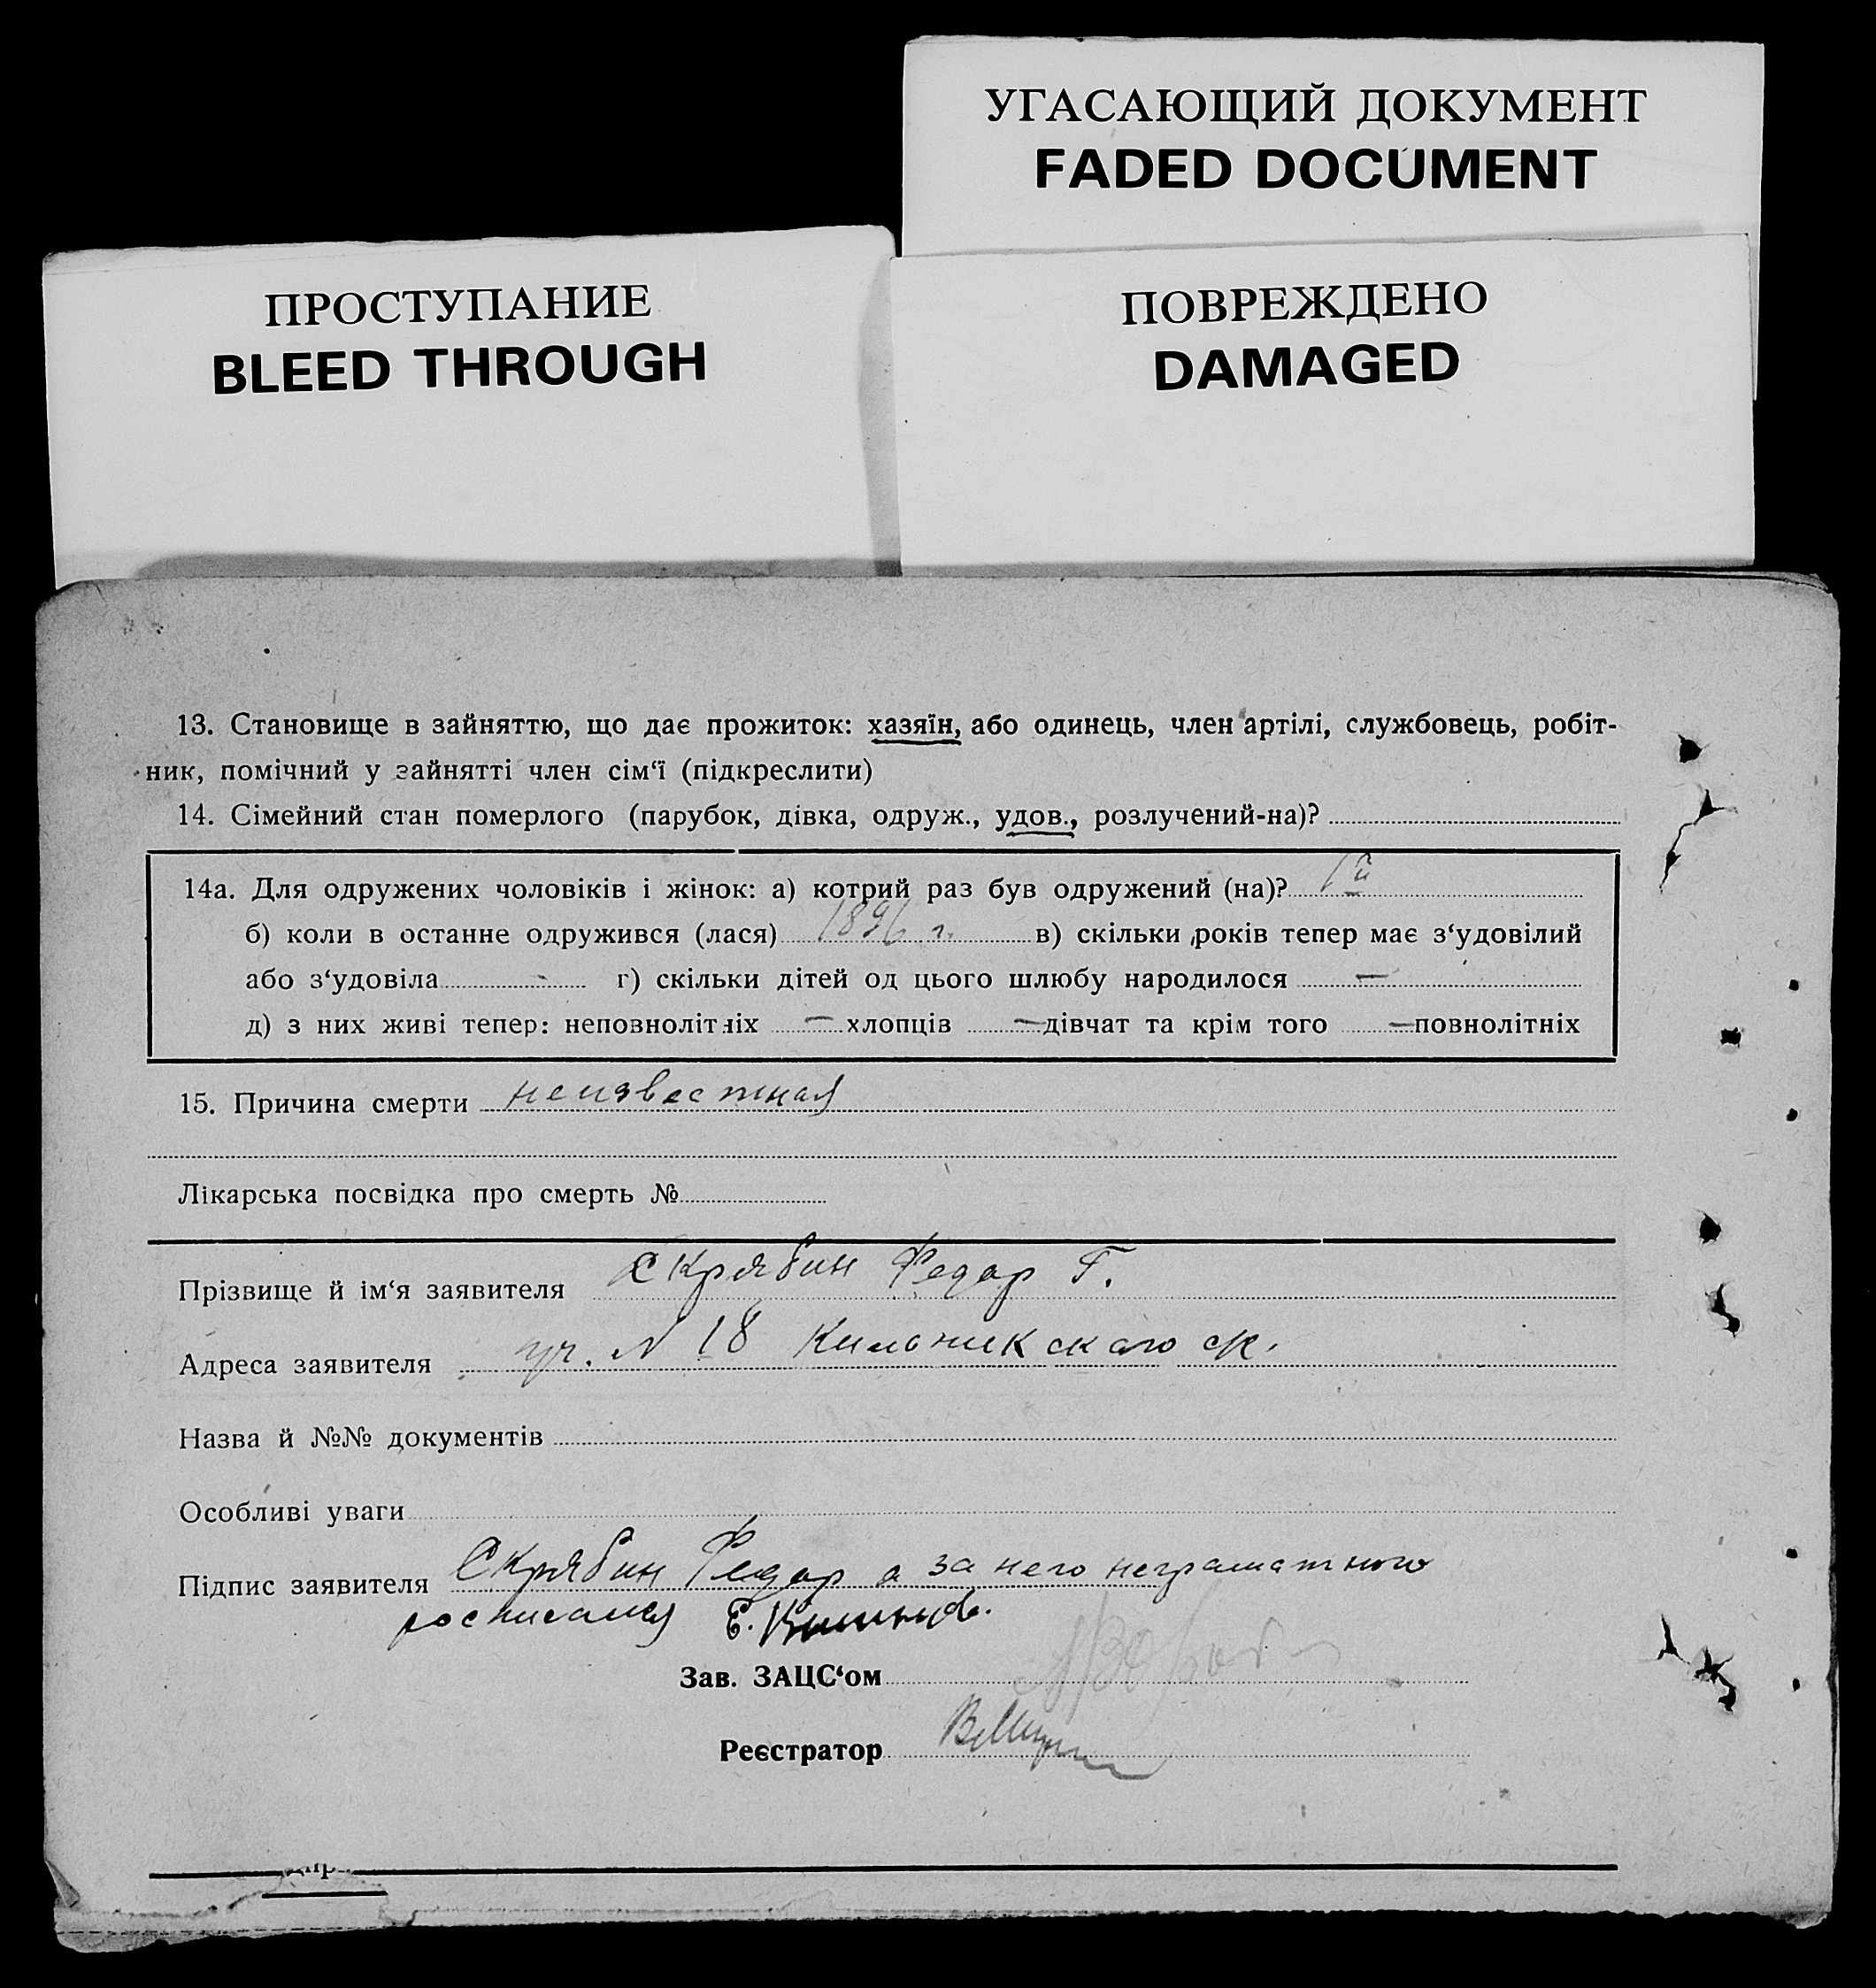 УГАСАЮЩИЙ ДОКУМЕНТ
FADED DOCUMENT
ПРОСТУПАНИЕ
BLEED THROUGH
ПОВРЕЖДЕНО
DAMAGED
13. Становище в зайняттю, що дає прожиток: хазяїн, або одинець, член артілі, службовець, робіт-
ник, помічний у зайнятті член сім‘ї (підкреслити)
14. Сімейний стан померлого (парубок, дівка, одруж., удов., розлучений-на)?
14а. Для одружених чоловіків і жінок: а) котрий раз був одружений (на)? 1й
б) коли в останне одружився (лася) 1896 г. в) скільки років тепер має з‘удовілий
або з‘удовіла - г) скільки дітей од цього шлюбу народилося —
д) з них живі тепер: неповнолітніх — хлопців — дівчат та крім того — повнолітніх
15. Причина смерти неизвестная
Лікарська посвідка про смерть №
Прізвище й ім‘я заявителя Скрябин Федор Г.
Адреса заявителя уч. N 18
Назва й №№ документів
Особливі уваги
Підпис заявителя Скрябин Федор а за него неграматного
росписался Е.
Зав. ЗАЦС‘ом
Реєстратор